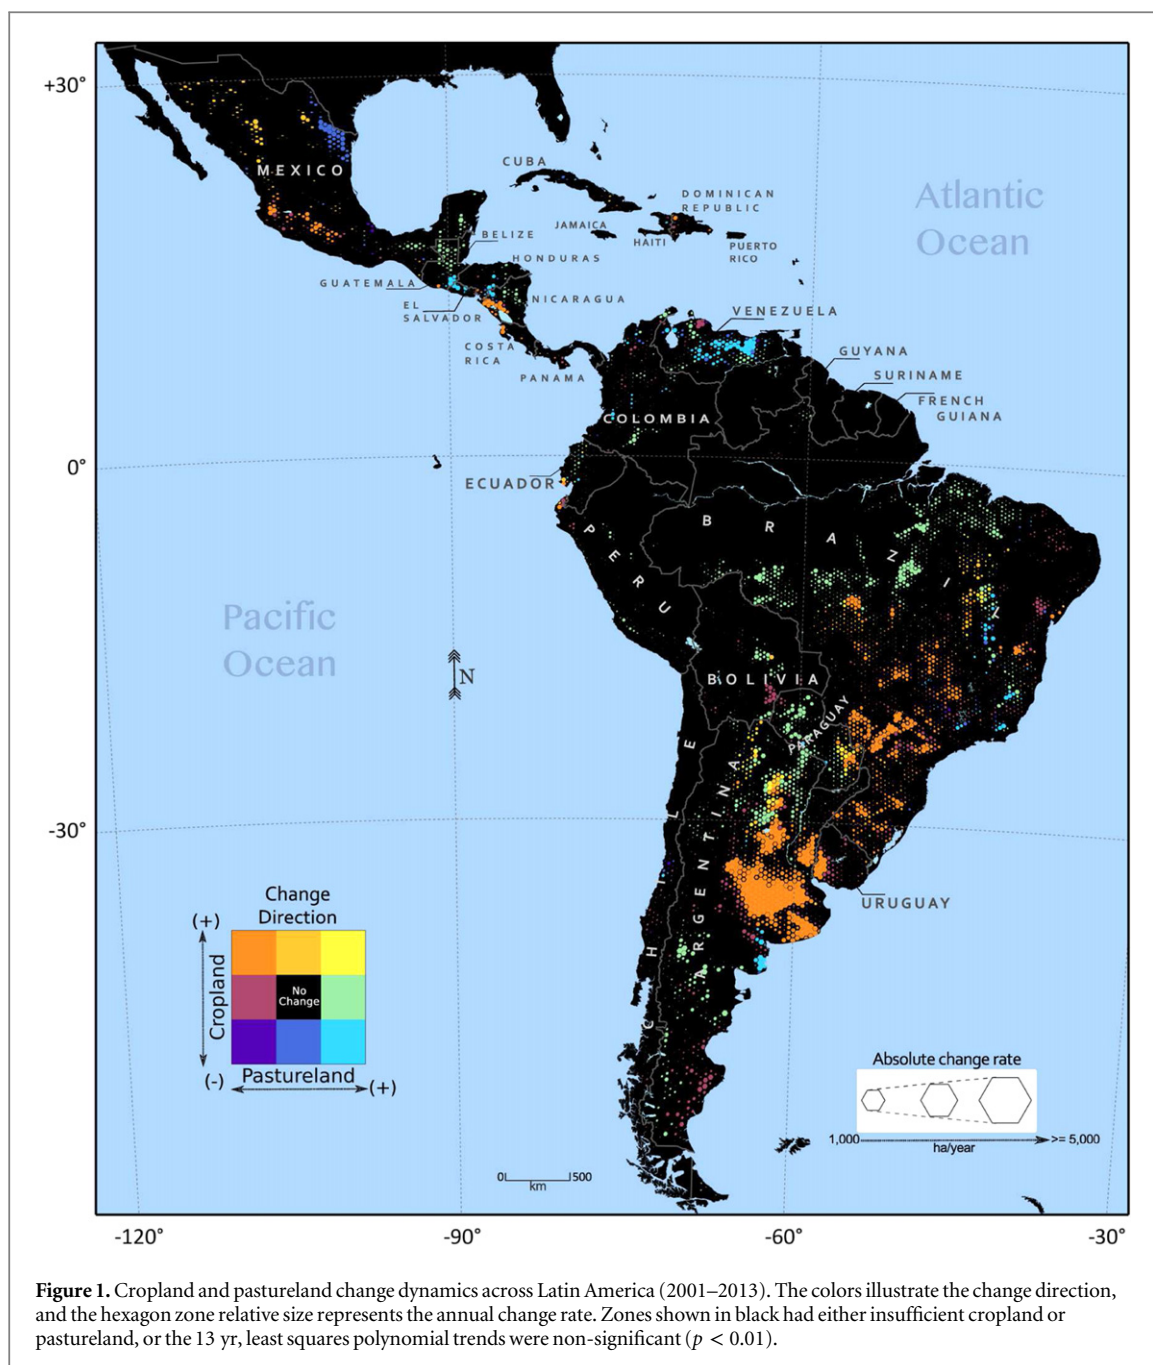 +30°
0°
-30°
-120°
-90°
-60°
-30°
MEXICO
CUBA
DOMINICAN
REPUBLIC
JAMAICA
HAITI
PUERTO
RICO
BELIZE
HONDURAS
GUATEMALA
EL
SALVADOR
NICARAGUA
COSTA
RICA
PANAMA
VENEZUELA
GUYANA
SURINAME
FRENCH
GUIANA
COLOMBIA
ECUADOR
PERU
BRAZIL
BOLIVIA
PARAGUAY
CHILE
ARGENTINA
URUGUAY
Atlantic
Ocean
Pacific
Ocean
N
Change
Direction
(+)
Cropland
No
Change
(-)
Pastureland
(+)
Absolute change rate
1,000
>= 5,000
ha/year
0
500
km
Figure 1. Cropland and pastureland change dynamics across Latin America (2001–2013). The colors illustrate the change direction,
and the hexagon zone relative size represents the annual change rate. Zones shown in black had either insufficient cropland or
pastureland, or the 13 yr, least squares polynomial trends were non-significant (p < 0.01).